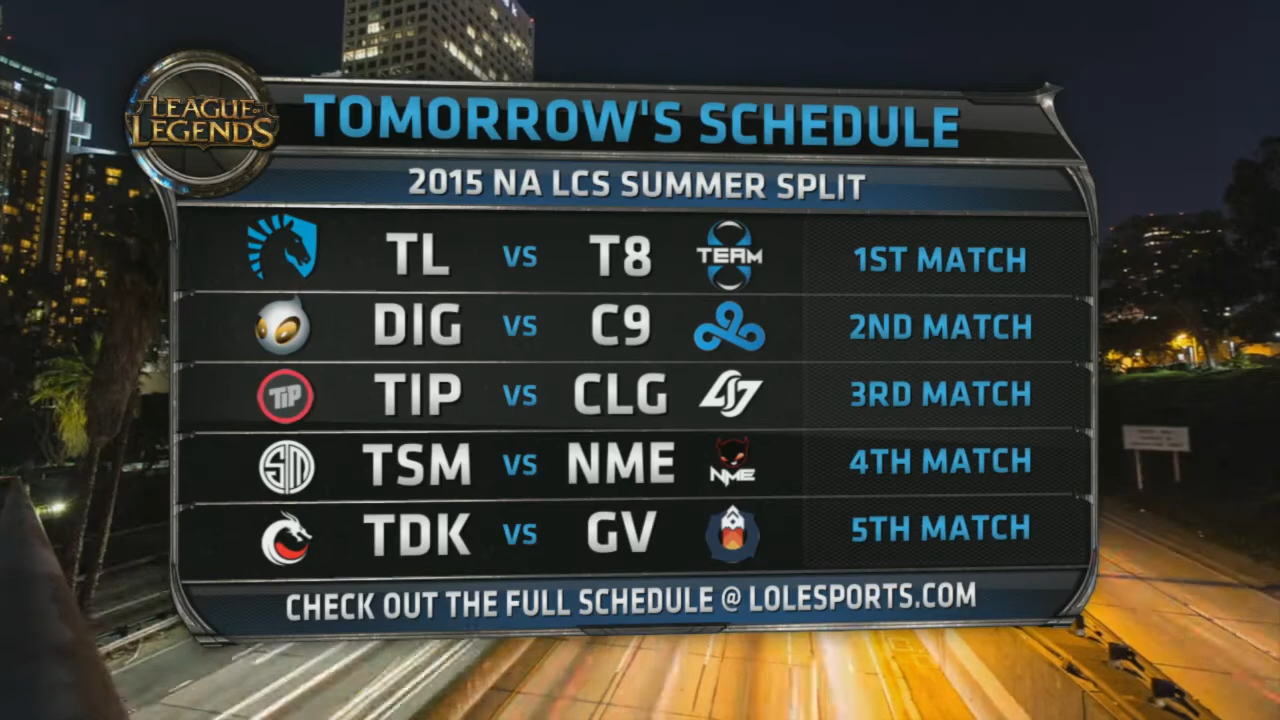 LEAGUE OF LEGENDS
TOMORROW'S SCHEDULE
2015 NA LCS SUMMER SPLIT
TL VS T8 TEAM 1ST MATCH
DIG VS C9 2ND MATCH
TIP TIP VS CLG 3RD MATCH
TSM VS NME NME 4TH MATCH
TDK VS GV 5TH MATCH
CHECK OUT THE FULL SCHEDULE @ LOLESPORTS.COM